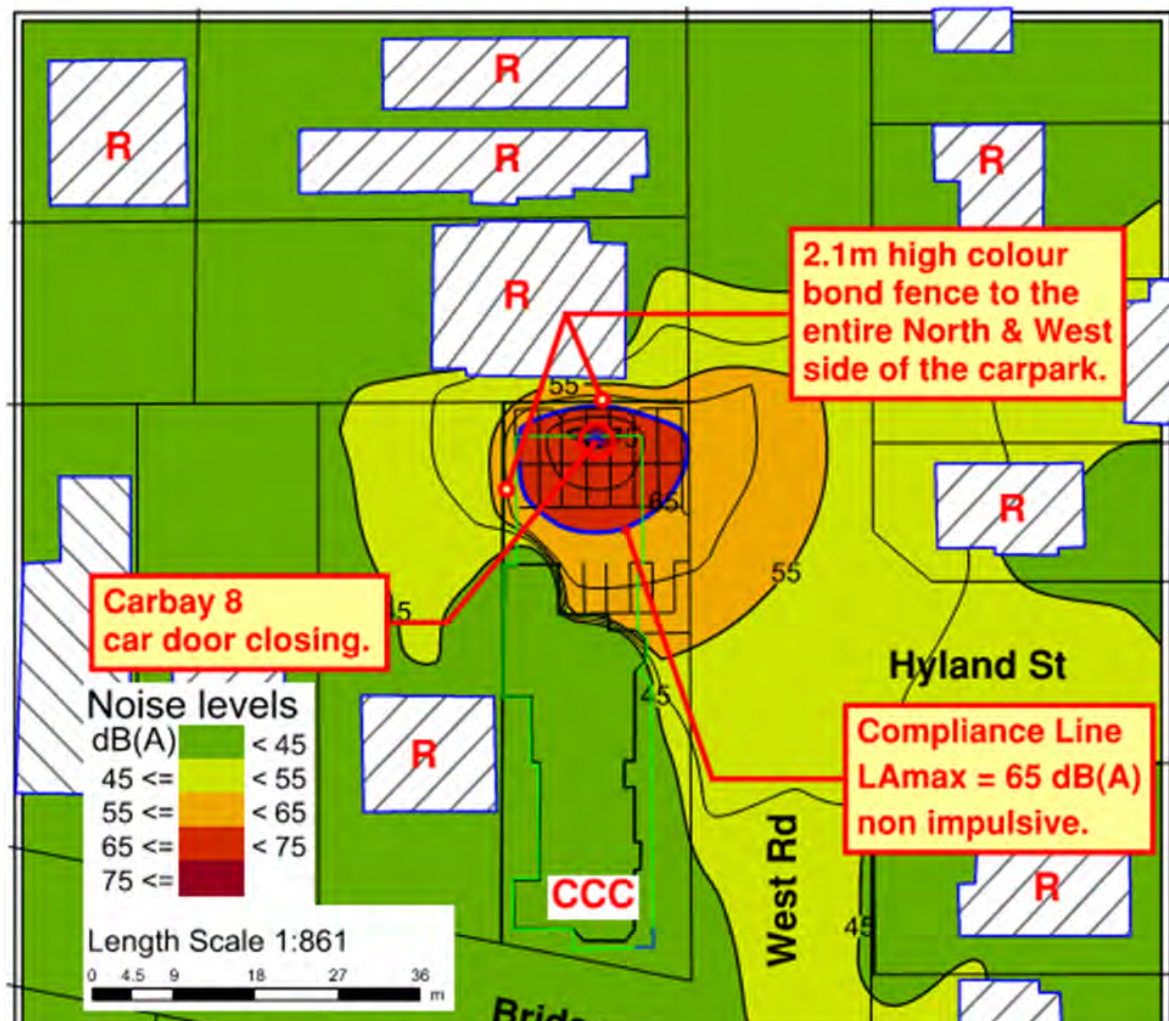 R
R
R
R
R
2.1m high colour
bond fence to the
entire North & West
side of the carpark.
55
75
65
R
55
Carbay 8
car door closing.
Hyland St
45
Noise levels
dB(A)
< 45
45 <=
< 55
55 <=
< 65
65 <=
< 75
75 <=
R
Compliance Line
LAmax = 65 dB(A)
non impulsive.
West Rd
CCC
R
45
Length Scale 1:861
0 4.5 9 18 27 36
m